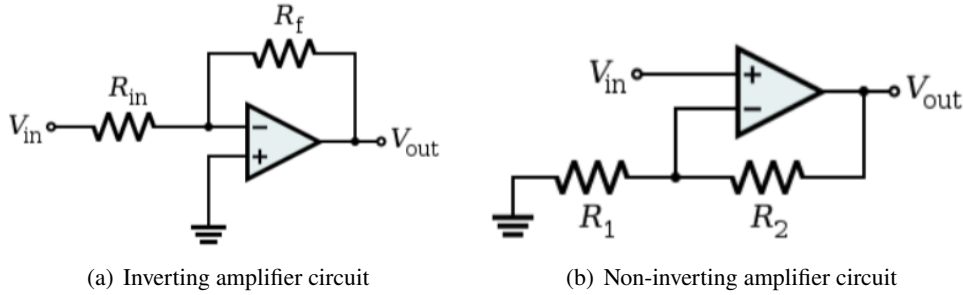 R_f
R_in
V_in
−
+
V_out
V_in
+
−
V_out
R_1
R_2
(a) Inverting amplifier circuit
(b) Non-inverting amplifier circuit